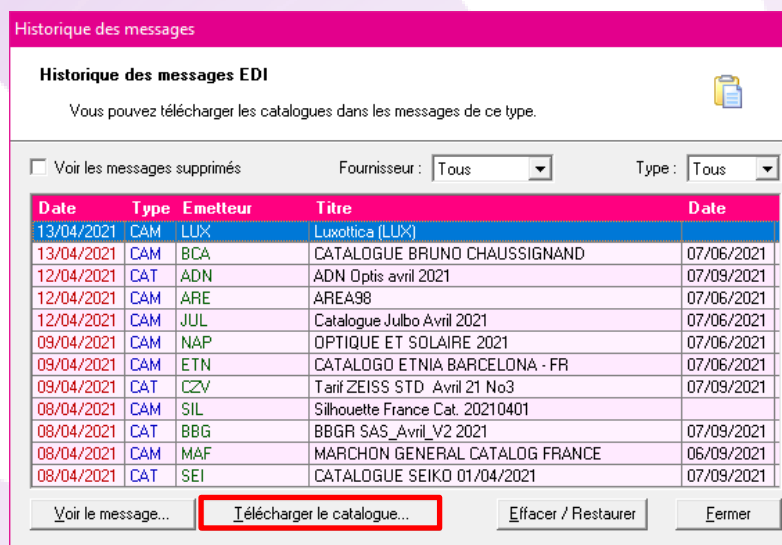 Historique des messages
Historique des messages EDI
Vous pouvez télécharger les catalogues dans les messages de ce type.
Voir les messages supprimés Fournisseur : Tous Type : Tous
Date Type Emetteur Titre Date
13/04/2021 CAM LUX Luxottica (LUX)
13/04/2021 CAM BCA CATALOGUE BRUNO CHAUSSIGNAND 07/06/2021
12/04/2021 CAT ADN ADN Optis avril 2021 07/09/2021
12/04/2021 CAM ARE AREA98 07/06/2021
12/04/2021 CAM JUL Catalogue Julbo Avril 2021 07/06/2021
09/04/2021 CAM NAP OPTIQUE ET SOLAIRE 2021 07/06/2021
09/04/2021 CAM ETN CATALOGO ETNIA BARCELONA - FR 07/06/2021
09/04/2021 CAT CZV Tarif ZEISS STD Avril 21 No3 07/09/2021
08/04/2021 CAM SIL Silhouette France Cat. 20210401
08/04/2021 CAT BBG BBGR SAS_Avril_V2 2021 07/09/2021
08/04/2021 CAM MAF MARCHON GENERAL CATALOG FRANCE 06/09/2021
08/04/2021 CAT SEI CATALOGUE SEIKO 01/04/2021 07/09/2021
Voir le message... Télécharger le catalogue... Effacer / Restaurer Fermer